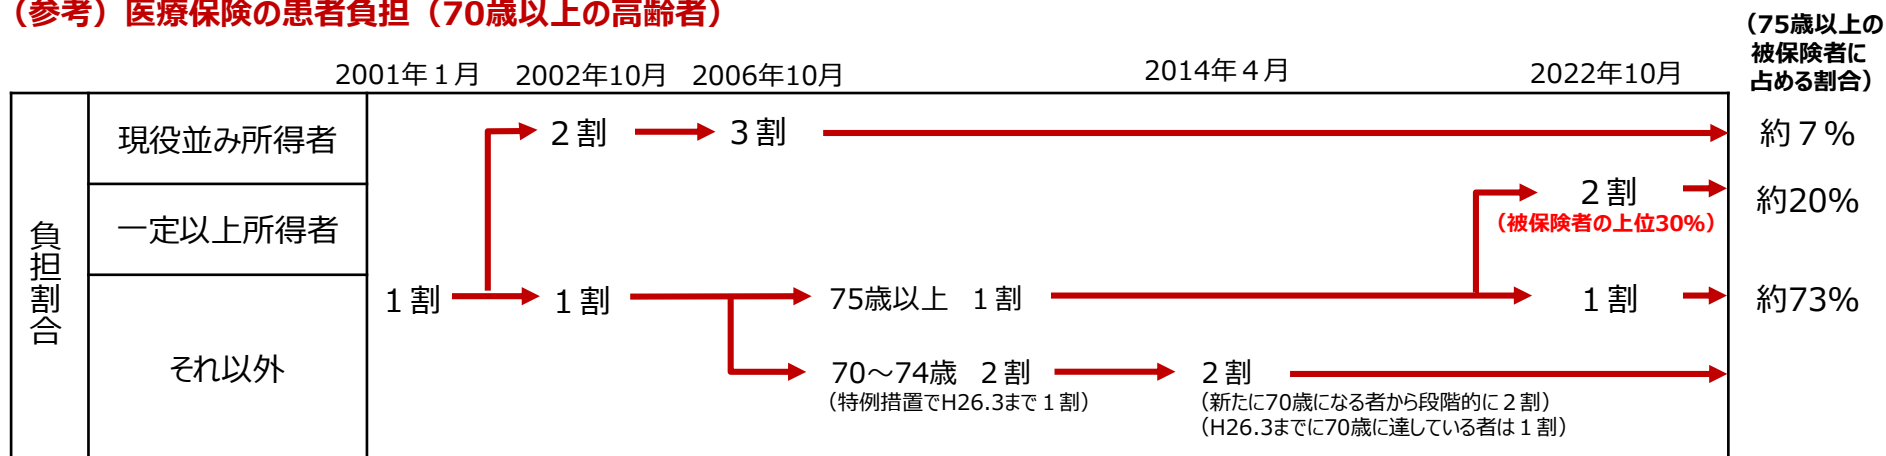 （参考）医療保険の患者負担（70歳以上の高齢者）
（75歳以上の
被保険者に
占める割合）
2001年１月 2002年10月 2006年10月 2014年４月 2022年10月
負担割合
現役並み所得者
２割 ３割
約７%
一定以上所得者
２割
（被保険者の上位30%）
約20%
それ以外
１割 １割 75歳以上 １割 １割
約73%
70～74歳 ２割
（特例措置でH26.3まで１割）
２割
（新たに70歳になる者から段階的に２割）
（H26.3までに70歳に達している者は１割）